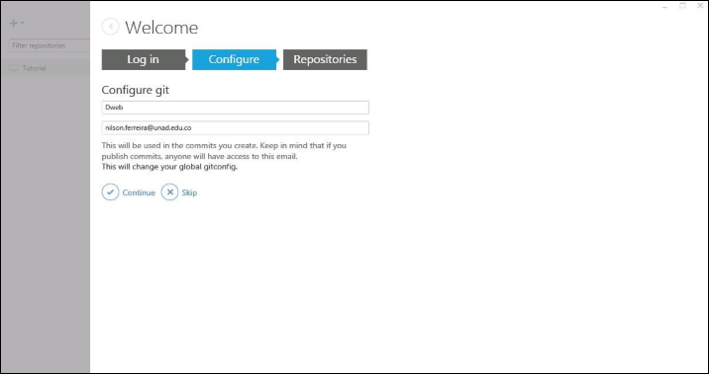 Welcome
Filter repositories
Tutorial
Log in
Configure
Repositories
Configure git
Dweb
nilson.ferreira@unad.edu.co
This will be used in the commits you create. Keep in mind that if you
publish commits, anyone will have access to this email.
This will change your global gitconfig.
Continue
Skip